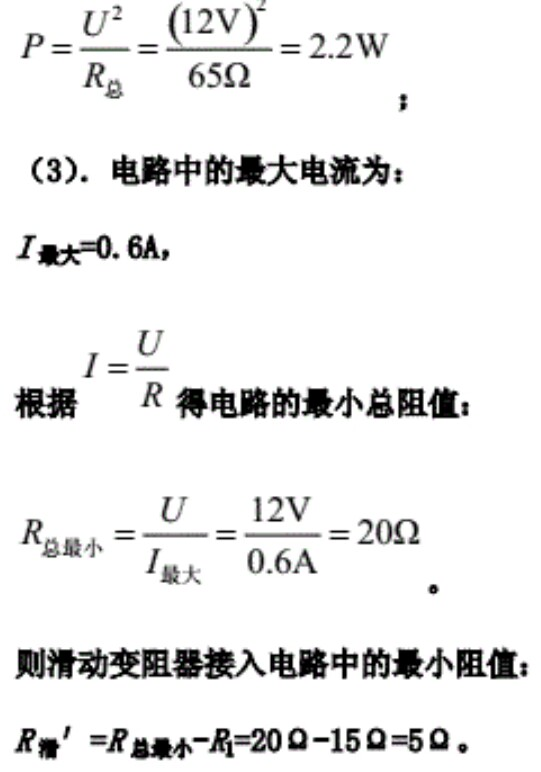 P = U²/R总 = (12V)²/65Ω = 2.2W ;
（3）. 电路中的最大电流为：
I最大=0.6A，
根据 I = U/R 得电路的最小总阻值：
R总最小 = U/I最大 = 12V/0.6A = 20Ω 。
则滑动变阻器接入电路中的最小阻值：
R滑′ =R总最小-R1=20Ω-15Ω=5Ω。